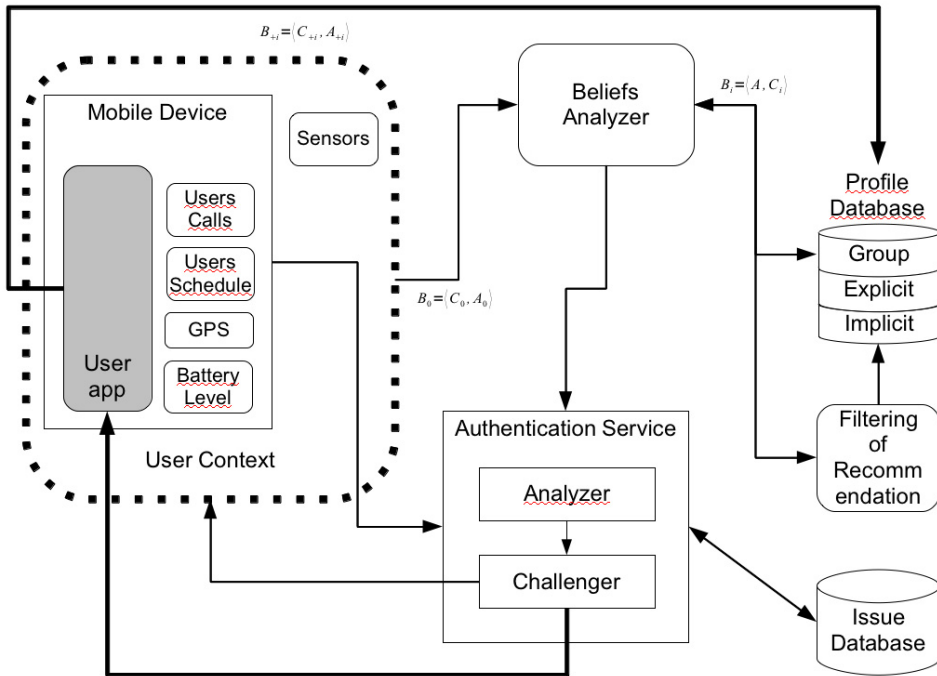 B₊ᵢ=⟨C₊ᵢ, A₊ᵢ⟩
Mobile Device
Sensors
Users
Calls
Users
Schedule
GPS
Battery
Level
User
app
User Context
B₀=⟨C₀, A₀⟩
Beliefs
Analyzer
Bᵢ=⟨A, Cᵢ⟩
Profile
Database
Group
Explicit
Implicit
Filtering
of
Recomm
endation
Authentication Service
Analyzer
Challenger
Issue
Database